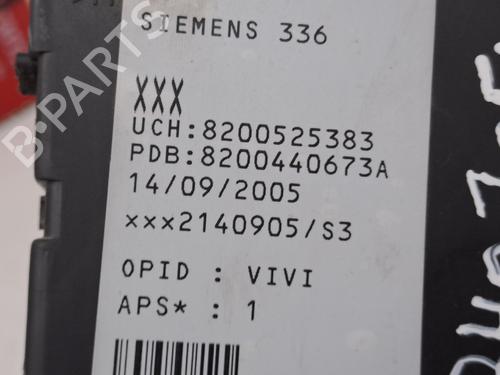 SIEMENS 336
XXX
UCH:8200525383
PDB:8200440673A
14/09/2005
xxx2140905/S3
OPID : VIVI
APS* : 1
B-PARTS